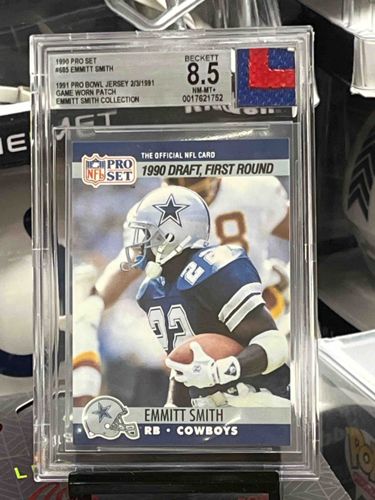 1990 PRO SET
#685 EMMITT SMITH
1991 PRO BOWL JERSEY 2/3/1991
GAME WORN PATCH
EMMITT SMITH COLLECTION
BECKETT
8.5
NM-MT+
0017621752
THE OFFICIAL NFL CARD
NFL
PRO
SET
1990 DRAFT, FIRST ROUND
22
22
8
EMMITT SMITH
RB · COWBOYS